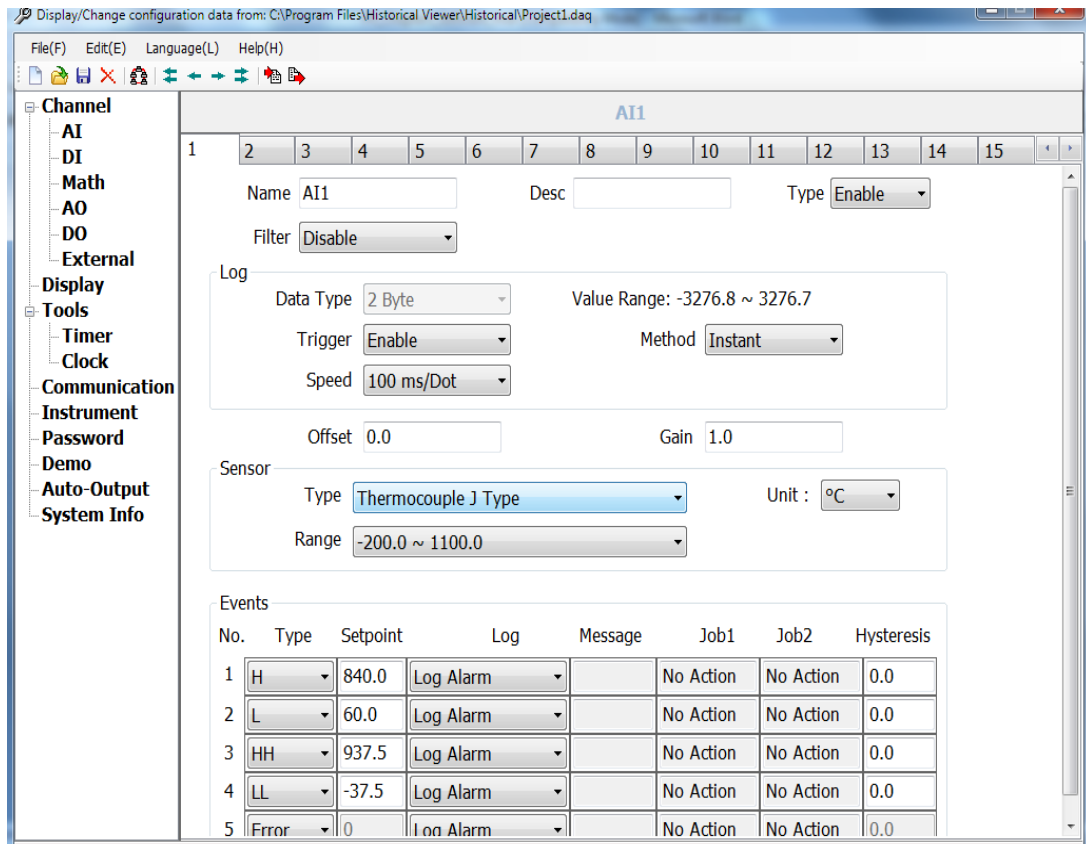 Display/Change configuration data from: C:\Program Files\Historical Viewer\Historical\Project1.daq
File(F) Edit(E) Language(L) Help(H)
Channel
AI
DI
Math
AO
DO
External
Display
Tools
Timer
Clock
Communication
Instrument
Password
Demo
Auto-Output
System Info
AI1
1 2 3 4 5 6 7 8 9 10 11 12 13 14 15
Name AI1 Desc Type Enable
Filter Disable
Log
Data Type 2 Byte Value Range: -3276.8 ~ 3276.7
Trigger Enable Method Instant
Speed 100 ms/Dot
Offset 0.0 Gain 1.0
Sensor
Type Thermocouple J Type Unit : ºC
Range -200.0 ~ 1100.0
Events
No. Type Setpoint Log Message Job1 Job2 Hysteresis
1 H 840.0 Log Alarm No Action No Action 0.0
2 L 60.0 Log Alarm No Action No Action 0.0
3 HH 937.5 Log Alarm No Action No Action 0.0
4 LL -37.5 Log Alarm No Action No Action 0.0
5 Error 0 Log Alarm No Action No Action 0.0